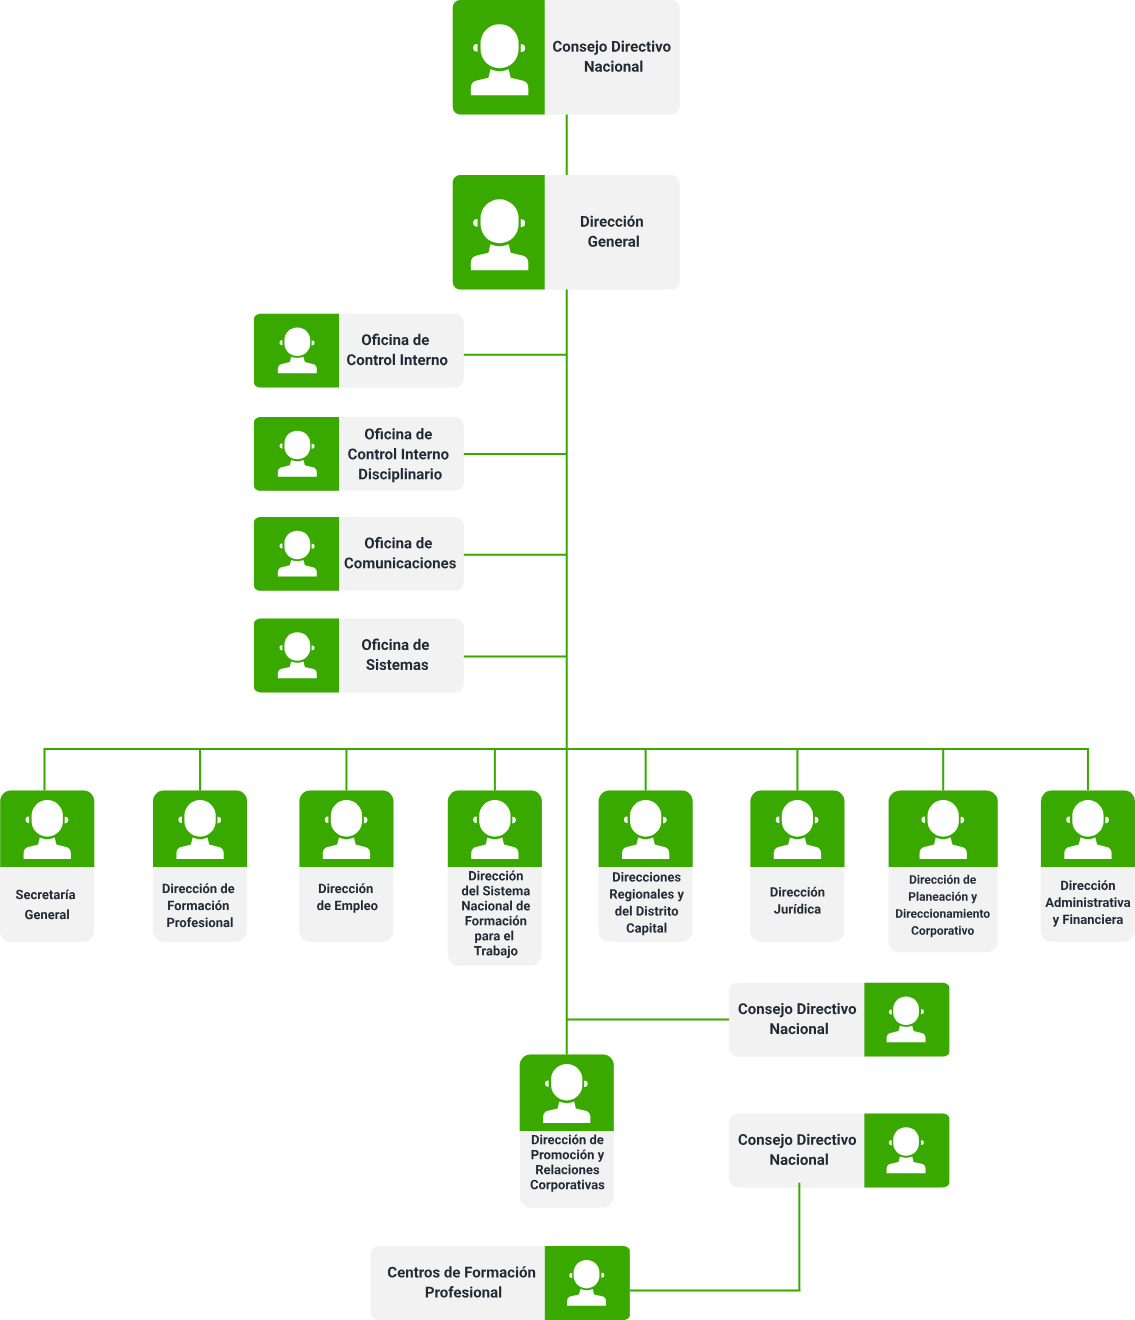 Consejo Directivo
Nacional
Dirección
General
Oficina de
Control Interno
Oficina de
Control Interno
Disciplinario
Oficina de
Comunicaciones
Oficina de
Sistemas
Secretaría
General
Dirección de
Formación
Profesional
Dirección
de Empleo
Dirección
del Sistema
Nacional de
Formación
para el
Trabajo
Direcciones
Regionales y
del Distrito
Capital
Dirección
Jurídica
Dirección de
Planeación y
Direccionamiento
Corporativo
Dirección
Administrativa
y Financiera
Consejo Directivo
Nacional
Dirección de
Promoción y
Relaciones
Corporativas
Consejo Directivo
Nacional
Centros de Formación
Profesional